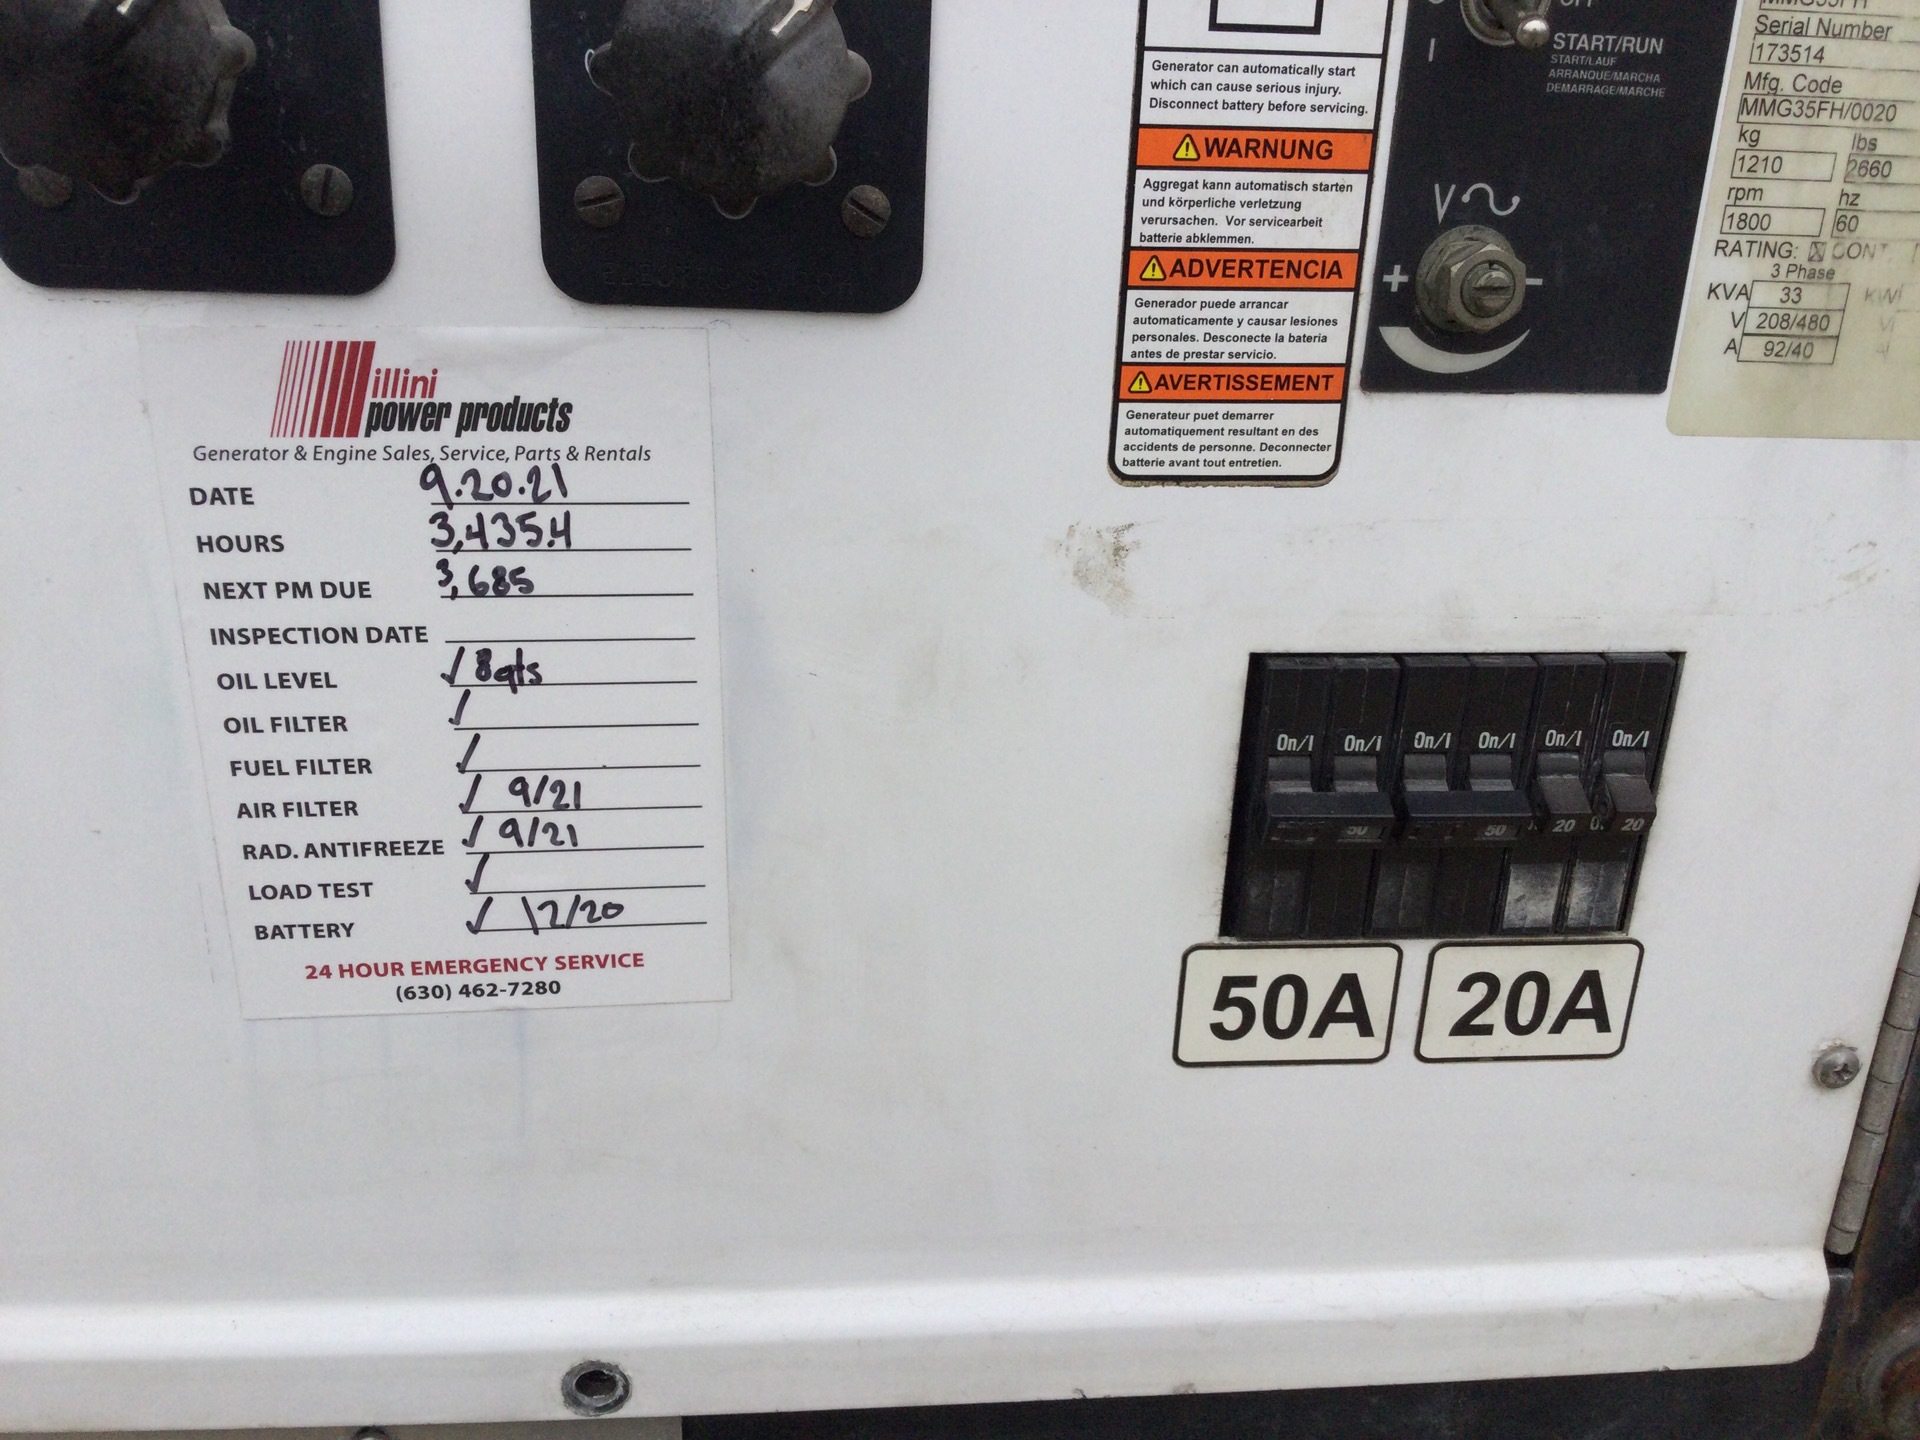 illini
power products
Generator & Engine Sales, Service, Parts & Rentals
DATE 9.20.21
HOURS 3,435.4
NEXT PM DUE 3,685
INSPECTION DATE
OIL LEVEL ✓ 8qts
OIL FILTER ✓
FUEL FILTER ✓
AIR FILTER ✓ 9/21
RAD. ANTIFREEZE ✓ 9/21
LOAD TEST ✓
BATTERY ✓ 12/20
24 HOUR EMERGENCY SERVICE
(630) 462-7280
Generator can automatically start
which can cause serious injury.
Disconnect battery before servicing.
WARNUNG
Aggregat kann automatisch starten
und körperliche verletzung
verursachen. Vor servicearbeit
batterie abklemmen.
ADVERTENCIA
Generador puede arrancar
automaticamente y causar lesiones
personales. Desconecte la bateria
antes de prestar servicio.
AVERTISSEMENT
Generateur puet demarrer
automatiquement resultant en des
accidents de personne. Deconnecter
batterie avant tout entretien.
OFF
I START/RUN
START/LAUF
ARRANQUE/MARCHA
DEMARRAGE/MARCHE
V
+ −
MMG35FH
Serial Number
173514
Mfg. Code
MMG35FH/0020
kg lbs
1210 2660
rpm hz
1800 60
RATING: X CONT
3 Phase
KVA 33 KW
V 208/480
A 92/40
On/I On/I On/I On/I On/I On/I
50 50 20 20
50A 20A